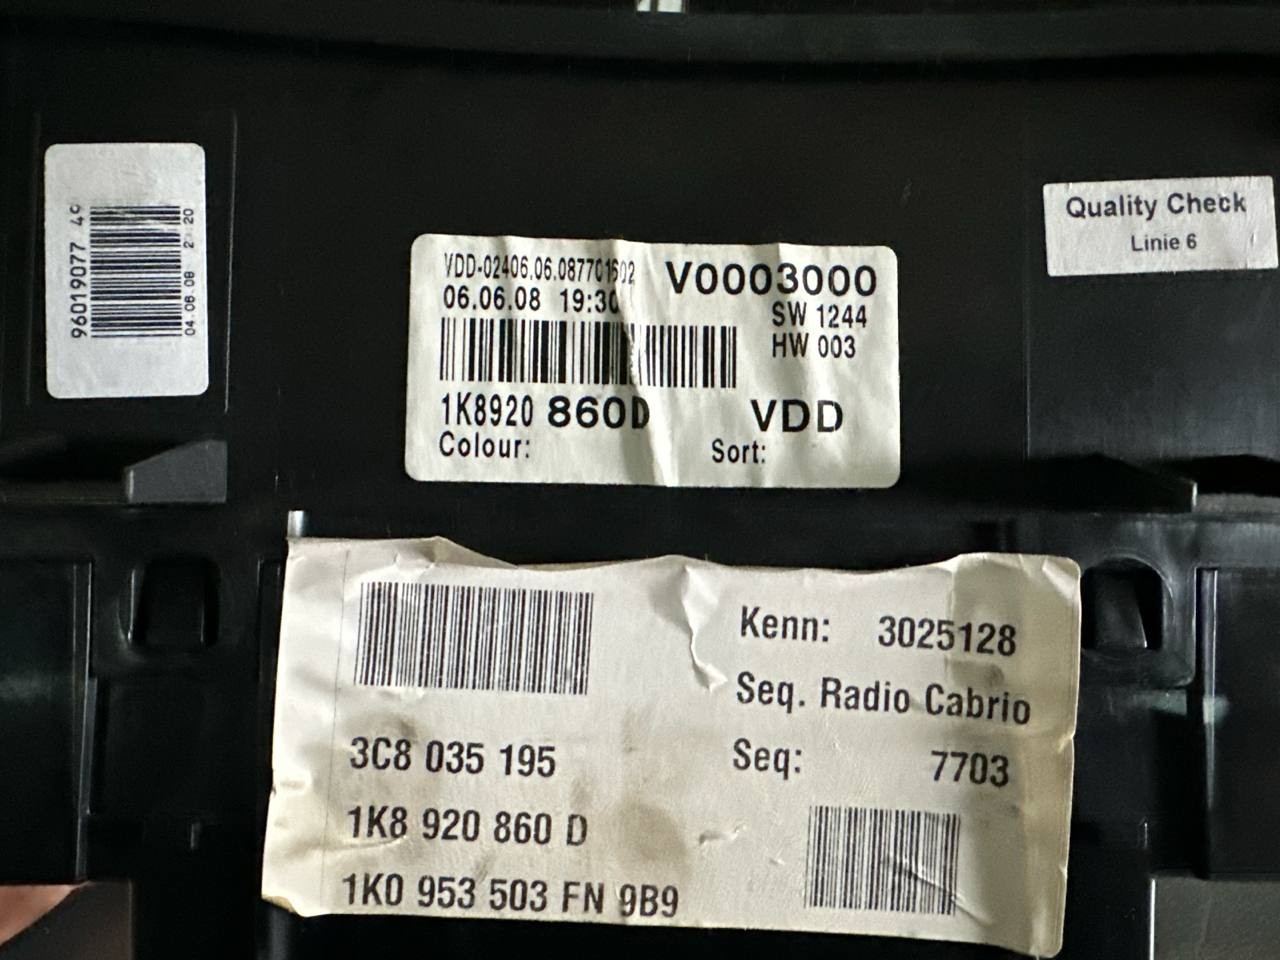 96019077 49
04.06.08 2 20
VDD-02406.06.087701602
V0003000
06.06.08 19:30
SW 1244
HW 003
1K8920 860D
VDD
Colour:
Sort:
Quality Check
Linie 6
Kenn: 3025128
Seq. Radio Cabrio
3C8 035 195
Seq: 7703
1K8 920 860 D
1K0 953 503 FN 9B9